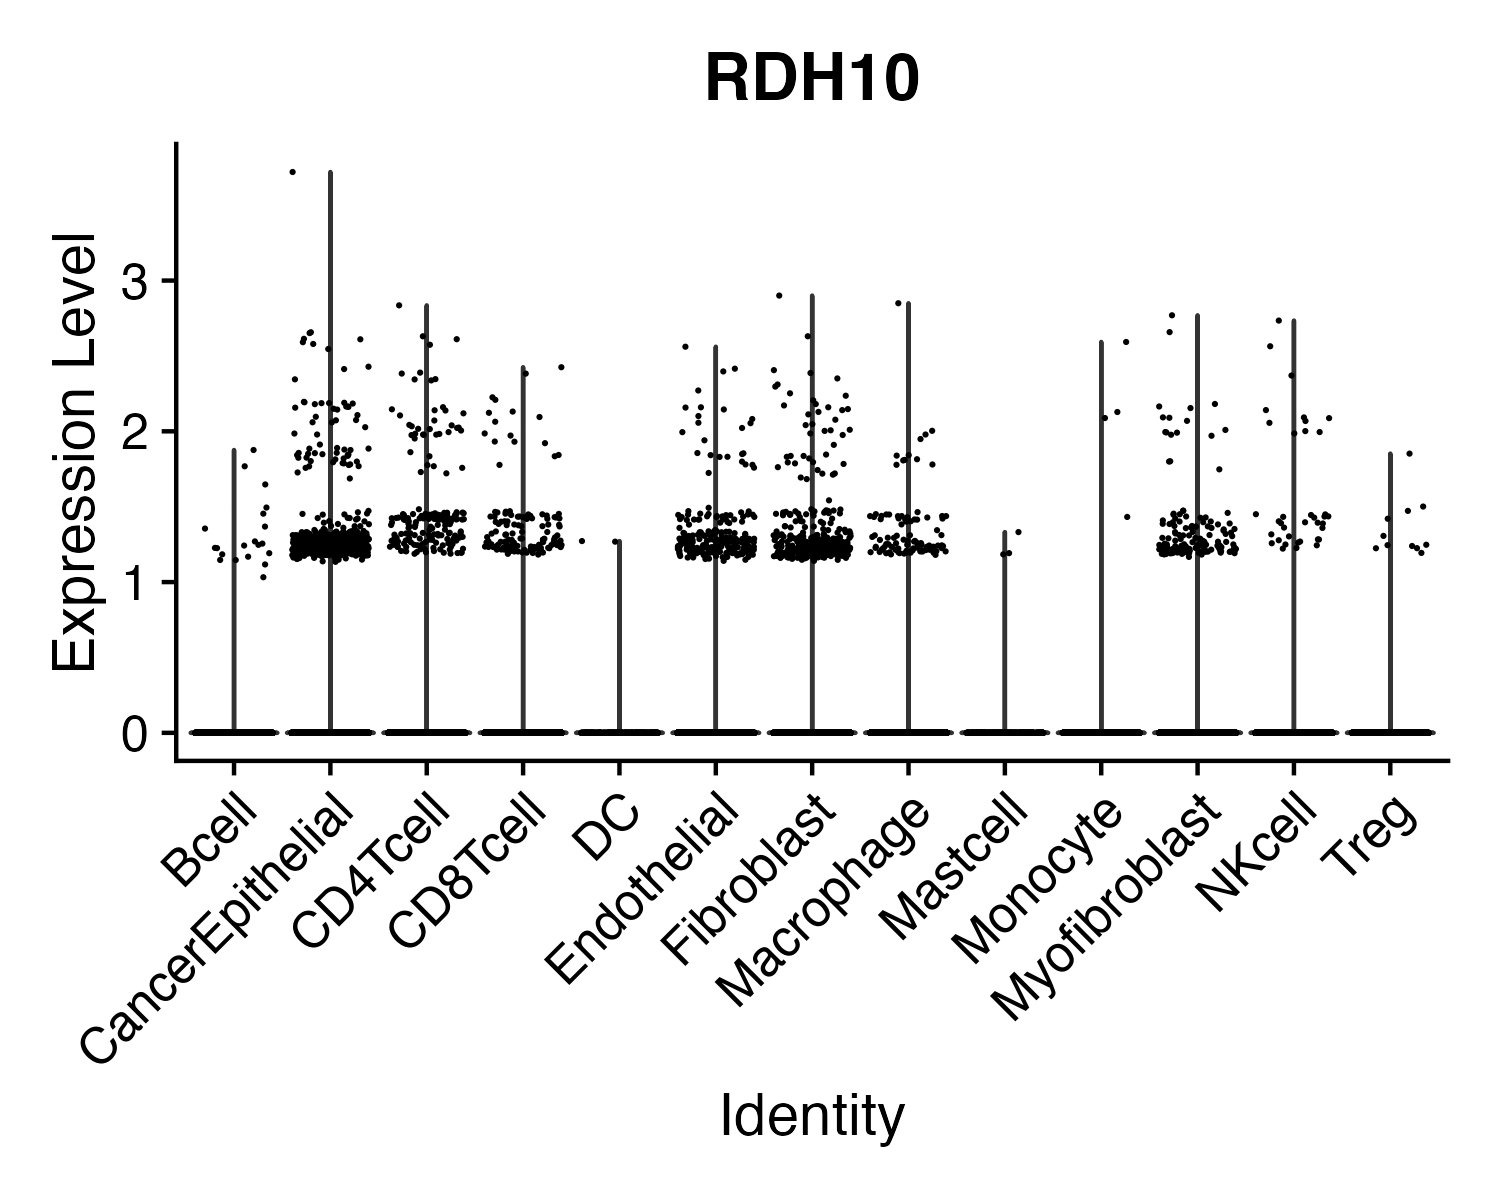 RDH10
Expression Level
3
2
1
0
Bcell
CancerEpithelial
CD4Tcell
CD8Tcell
DC
Endothelial
Fibroblast
Macrophage
Mastcell
Monocyte
Myofibroblast
NKcell
Treg
Identity